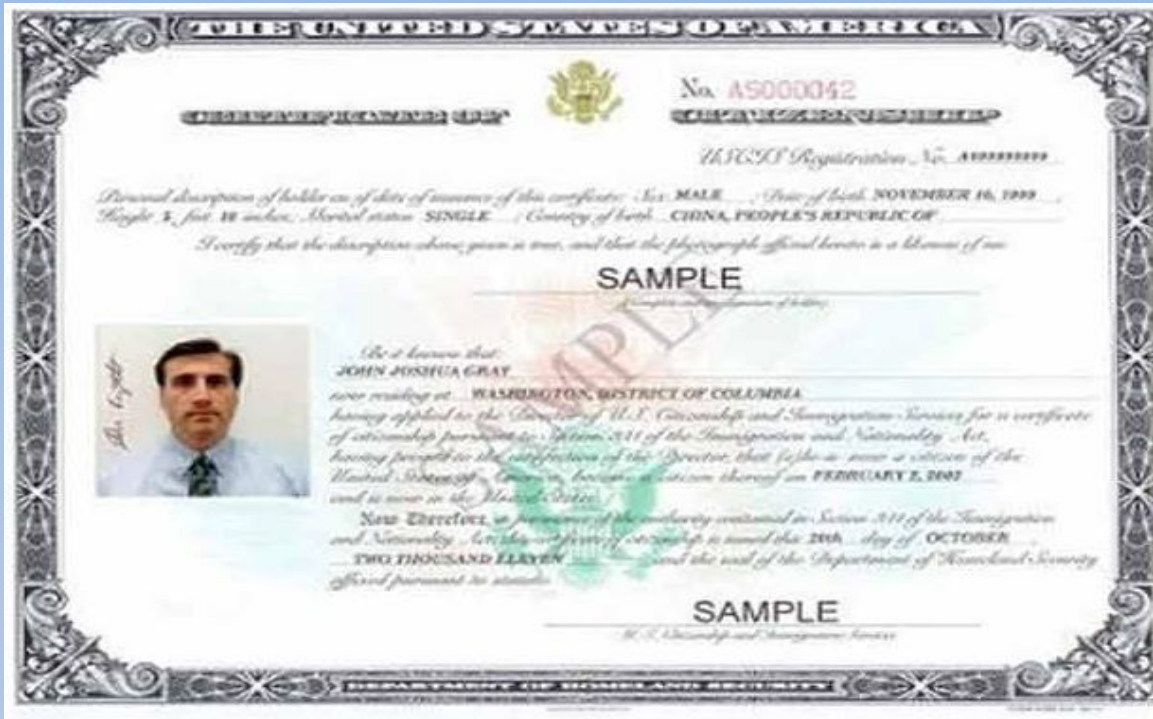 THE UNITED STATES OF AMERICA
No. AS000042
CERTIFICATE OF CITIZENSHIP
USCIS Registration No.
Personal description of holder as of date of issuance of this certificate: Sex MALE Date of birth NOVEMBER 10, 1999
Height 5 feet 10 inches; Marital status SINGLE ; Country of birth CHINA, PEOPLE'S REPUBLIC OF
I certify that the description above given is true, and that the photograph affixed hereto is a likeness of me
SAMPLE
SAMPLE
Be it known that
JOHN JOSHUA GRAY
now residing at WASHINGTON, DISTRICT OF COLUMBIA
having applied to the Director of U.S. Citizenship and Immigration Services for a certificate
of citizenship pursuant to Section 341 of the Immigration and Nationality Act,
having proved to the satisfaction of the Director, that (s)he is now a citizen of the
United States of America, became a citizen thereof on FEBRUARY 2, 2002
and is now in the United States.
Now Therefore, in pursuance of the authority contained in Section 341 of the Immigration
and Nationality Act, this certificate of citizenship is issued this 20th day of OCTOBER
TWO THOUSAND ELEVEN and the seal of the Department of Homeland Security
affixed pursuant to statute.
SAMPLE
U. S. Citizenship and Immigration Services
DEPARTMENT OF HOMELAND SECURITY